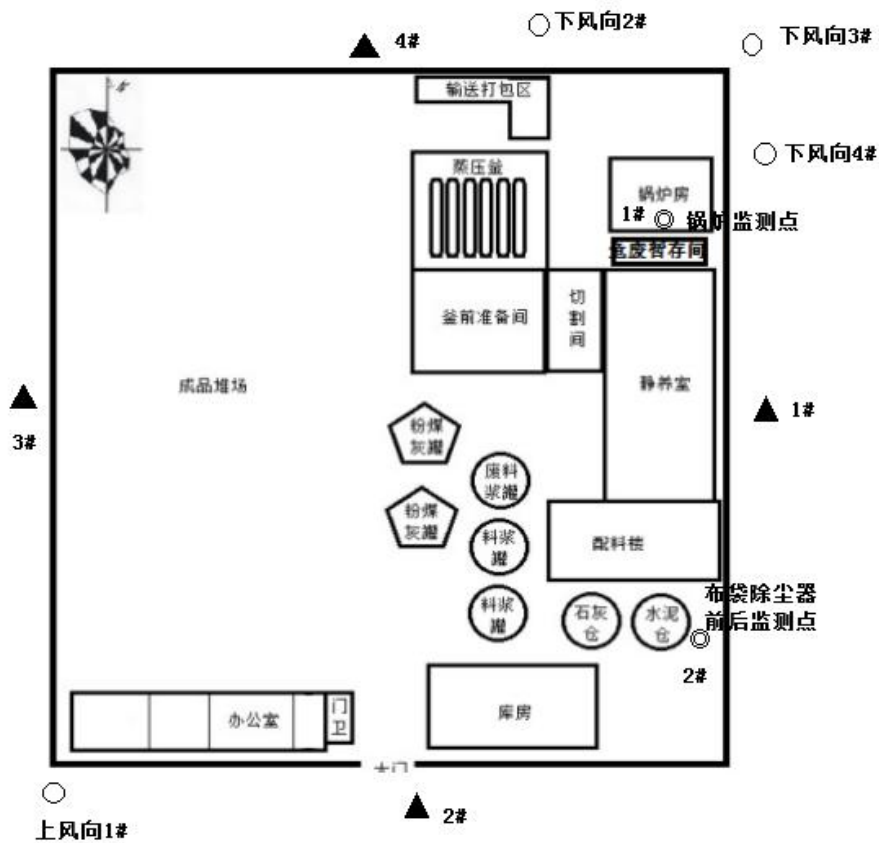 下风向2#
4#
下风向3#
输送打包区
下风向4#
蒸压釜
锅炉房
1#
锅炉监测点
危废暂存间
釜前准备间
切
割
间
成品堆场
静养室
1#
3#
粉煤
灰罐
废料
浆罐
粉煤
灰罐
料浆
罐
配料楼
布袋除尘器
前后监测点
料浆
罐
石灰
仓
水泥
仓
2#
门
卫
办公室
库房
大门
2#
上风向1#